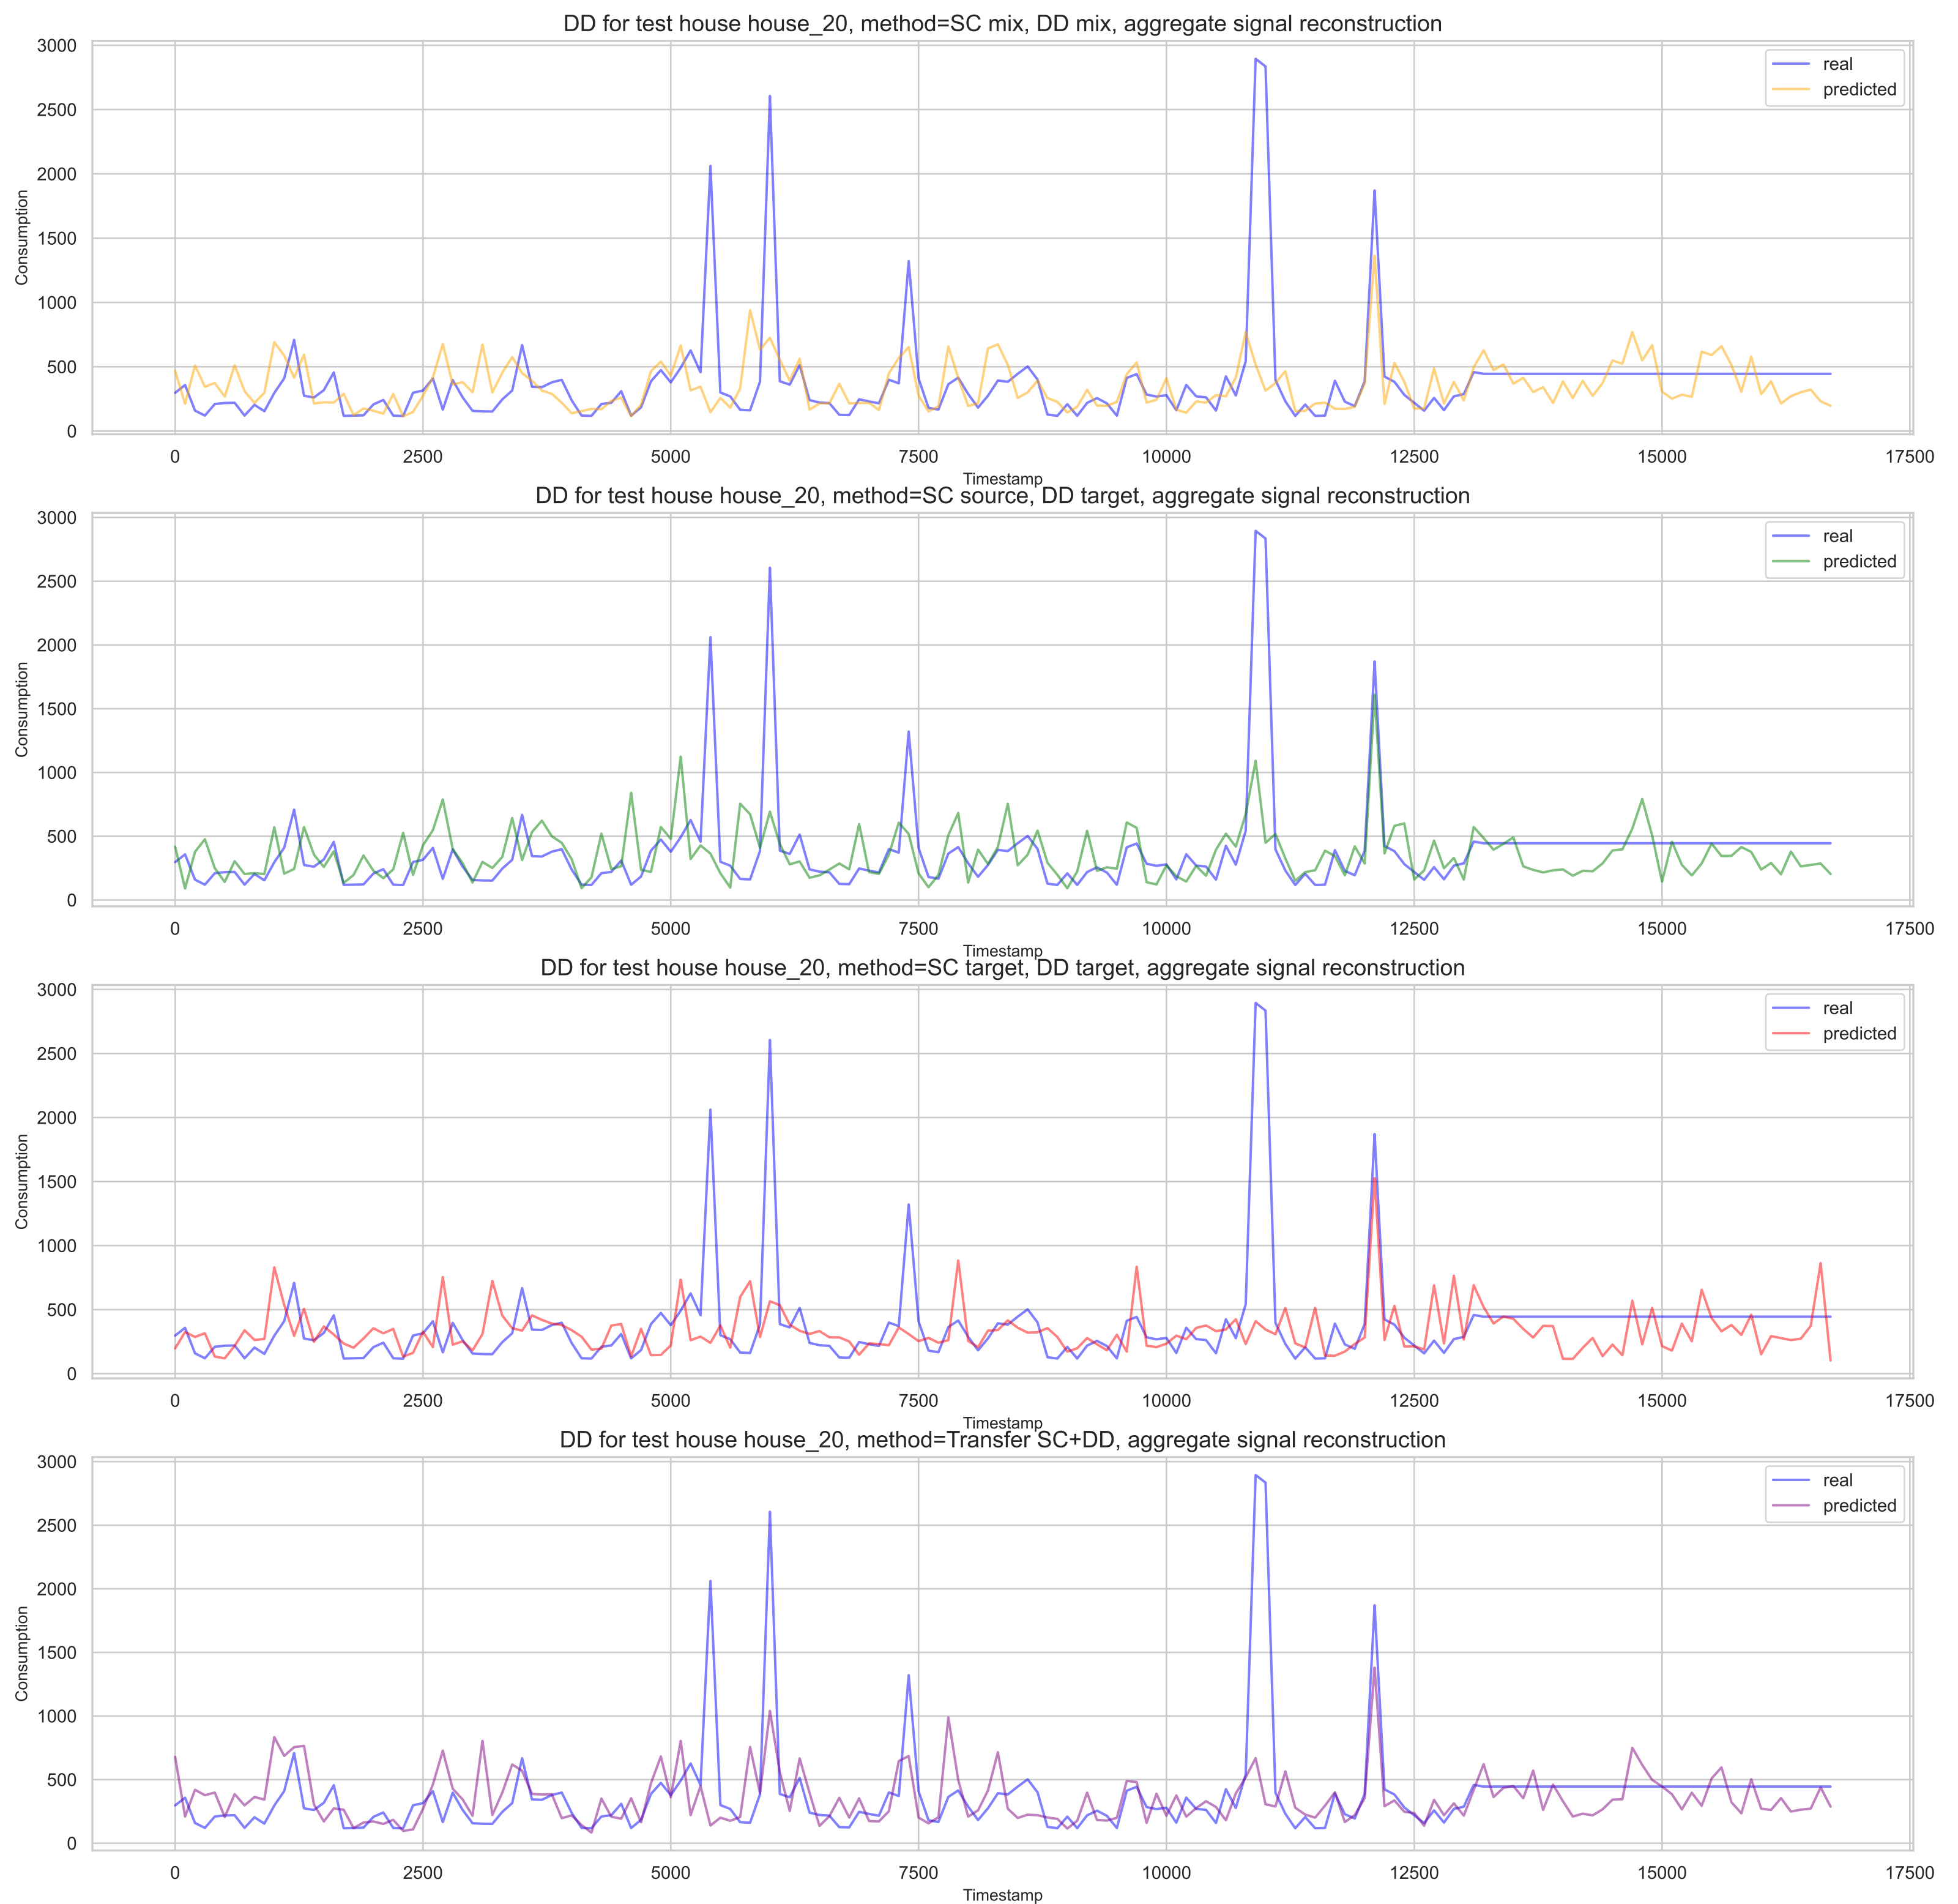 DD for test house house_20, method=SC mix, DD mix, aggregate signal reconstruction
3000
2500
2000
1500
1000
500
0
Consumption
real
predicted
0 2500 5000 7500 10000 12500 15000 17500
Timestamp
DD for test house house_20, method=SC source, DD target, aggregate signal reconstruction
3000
2500
2000
1500
1000
500
0
Consumption
real
predicted
0 2500 5000 7500 10000 12500 15000 17500
Timestamp
DD for test house house_20, method=SC target, DD target, aggregate signal reconstruction
3000
2500
2000
1500
1000
500
0
Consumption
real
predicted
0 2500 5000 7500 10000 12500 15000 17500
Timestamp
DD for test house house_20, method=Transfer SC+DD, aggregate signal reconstruction
3000
2500
2000
1500
1000
500
0
Consumption
real
predicted
0 2500 5000 7500 10000 12500 15000 17500
Timestamp